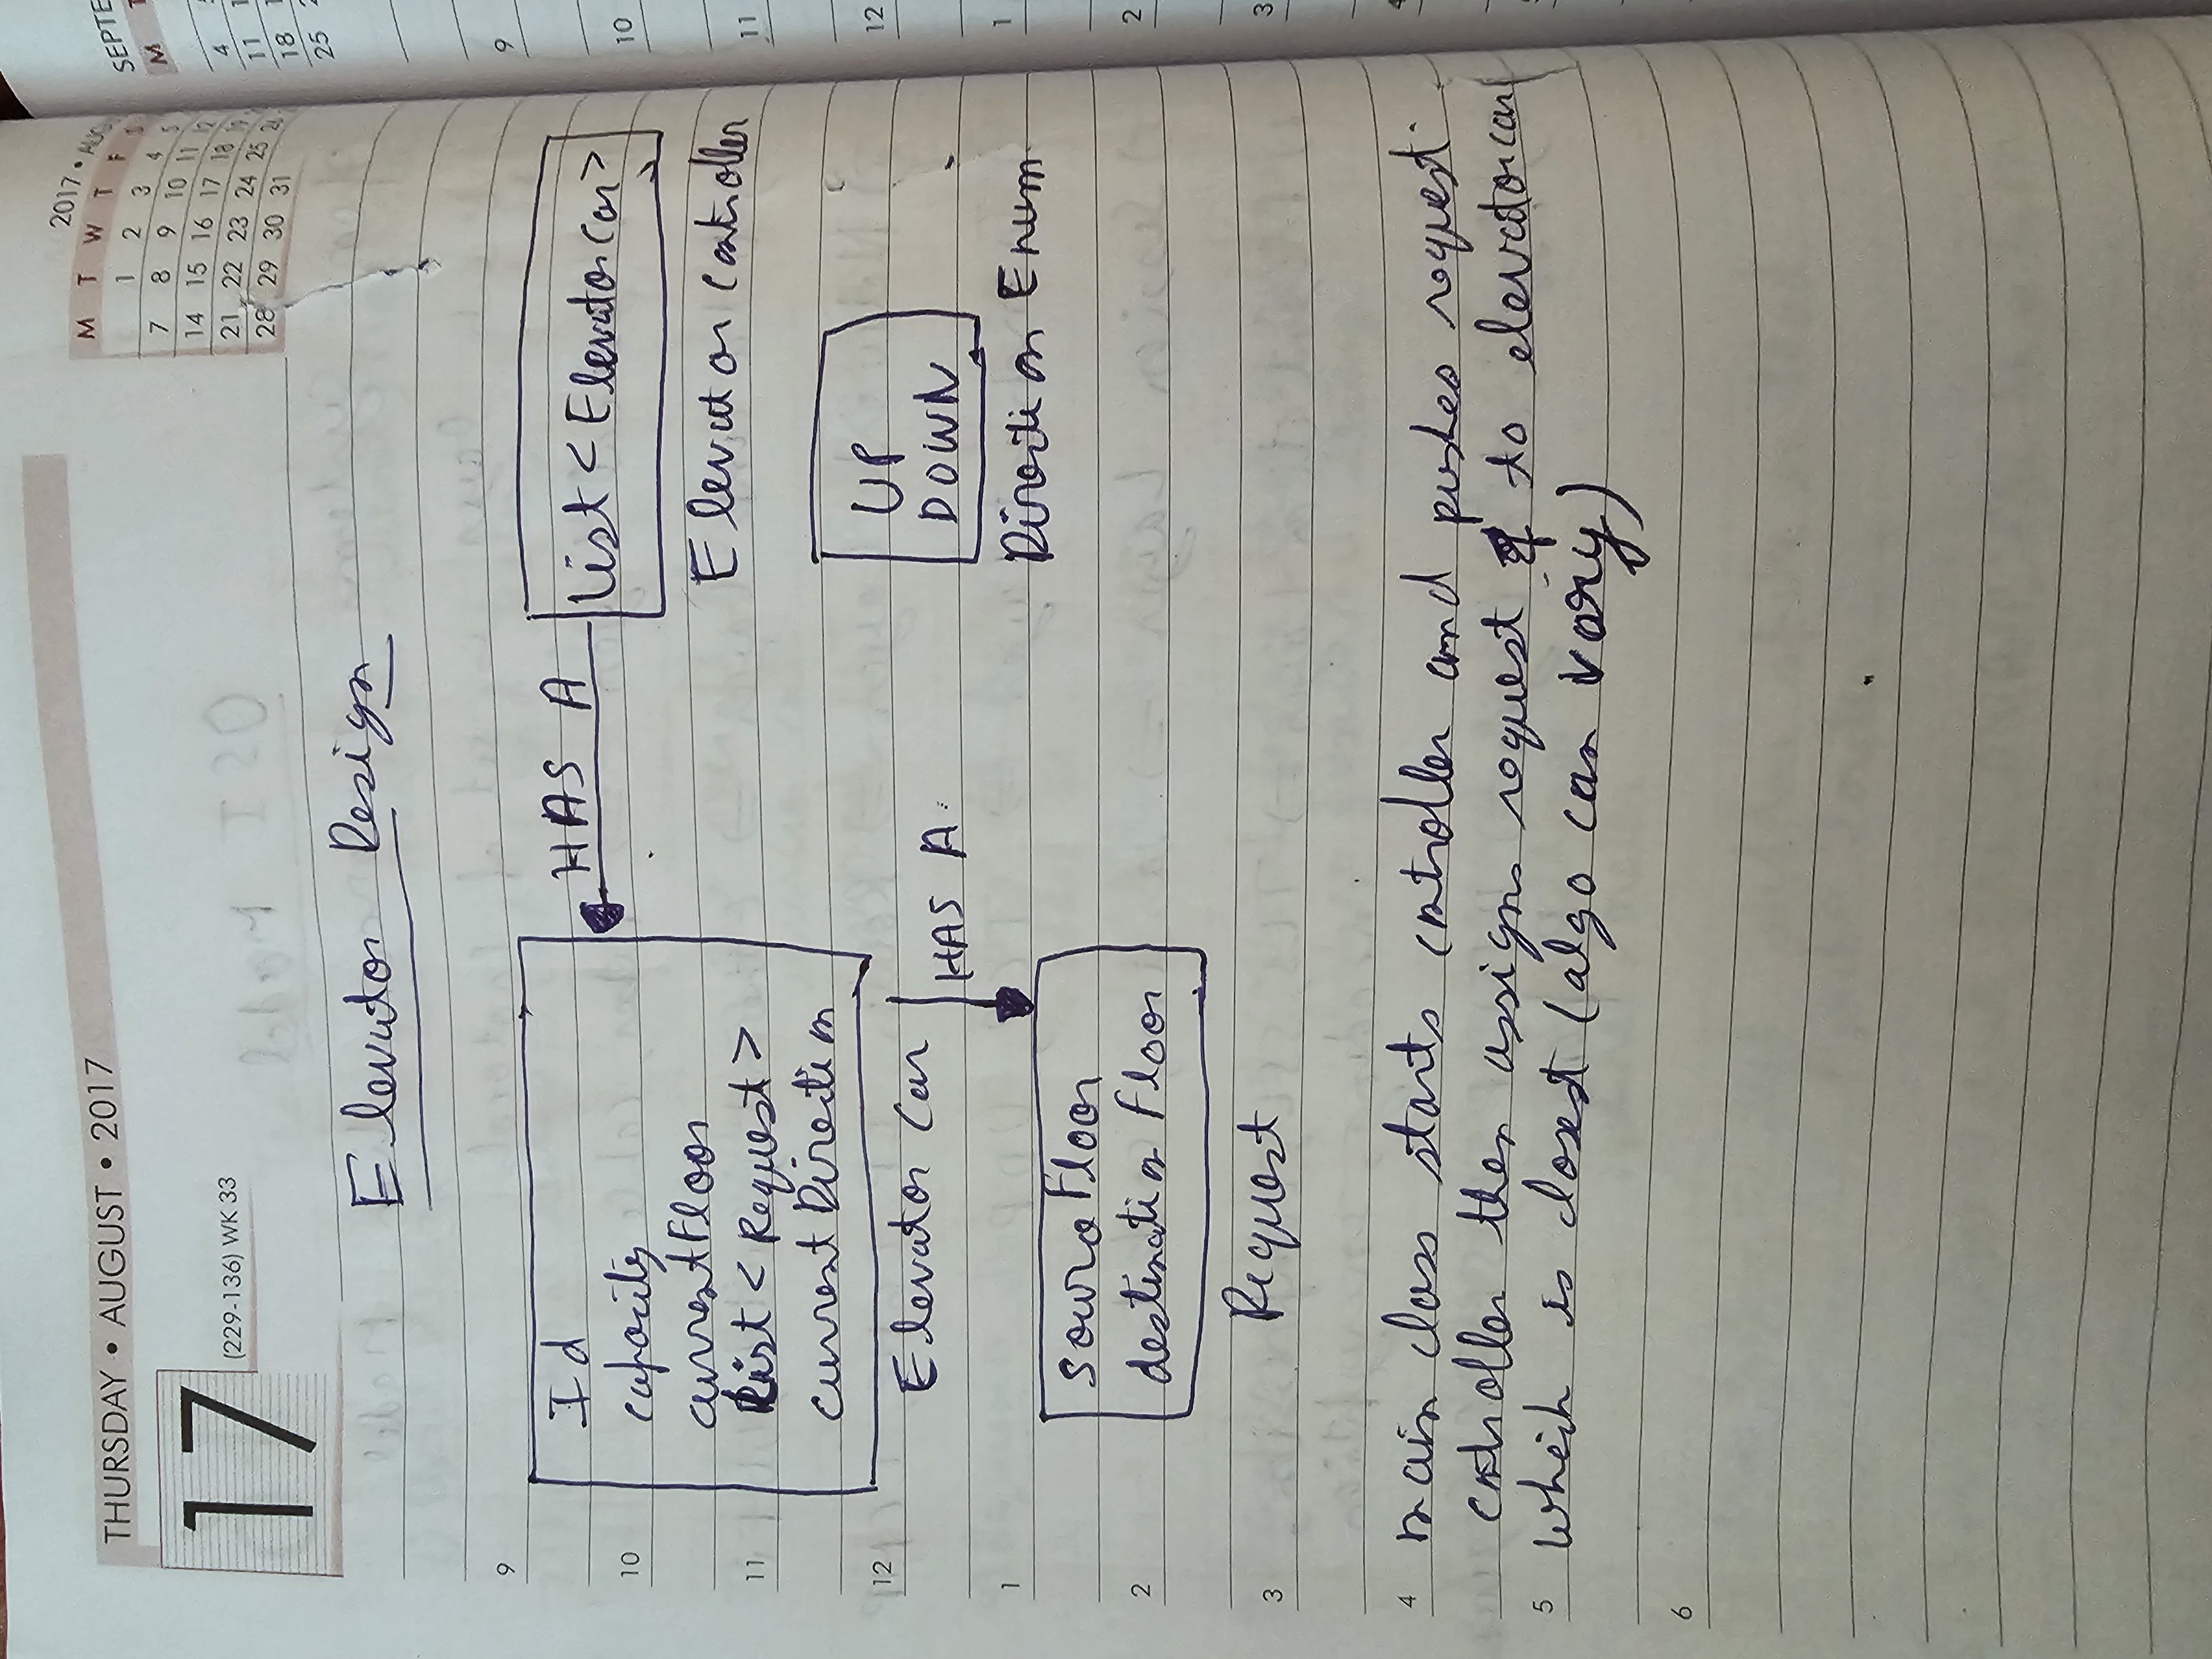 THURSDAY • AUGUST • 2017
17
(229-136) WK 33
2017 •
M T W T F S
1 2 3 4 5
7 8 9 10 11 12
14 15 16 17 18 19
21 22 23 24 25 26
28 29 30 31
SEPTE
M
4
11
18
25
Elevator Design
9
Id
capacity
currentFloor
List < Request >
current Direction
Elevator Car
HAS A
List < Elevator Car >
Elevator Controller
10
11
12
UP
DOWN
Direction Enum
HAS A
1
sourceFloor
destination Floor
Request
2
3
4
main class starts controller and pushes request.
controller then assigns request to elevator car
5
which is closest (algo can vary)
6
9
10
11
12
1
2
3